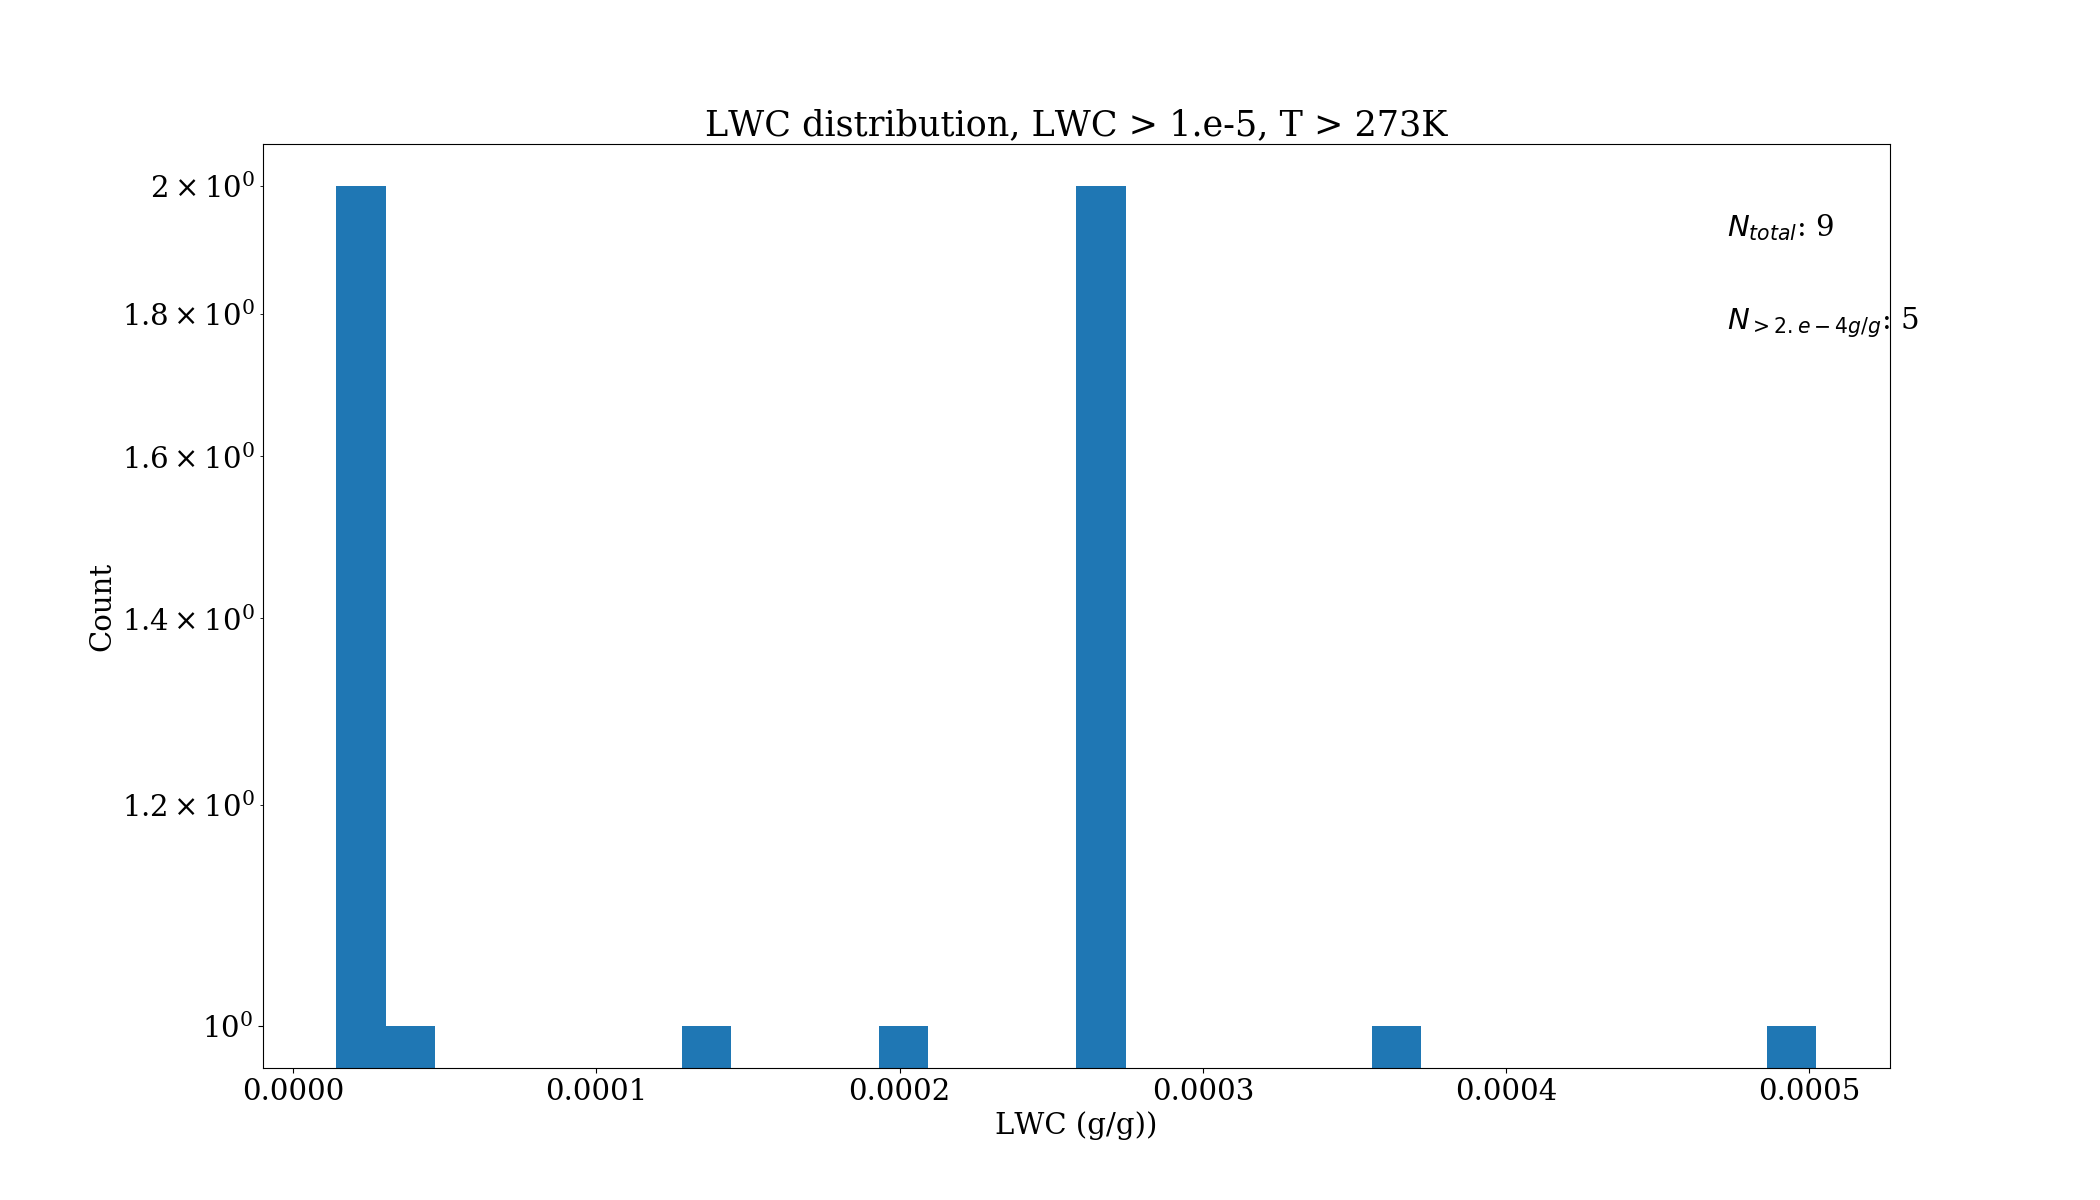 LWC distribution, LWC > 1.e-5, T > 273K
2 × 10⁰
N_total: 9
1.8 × 10⁰
N_>2.e−4g/g: 5
1.6 × 10⁰
1.4 × 10⁰
Count
1.2 × 10⁰
10⁰
0.0000 0.0001 0.0002 0.0003 0.0004 0.0005
LWC (g/g))